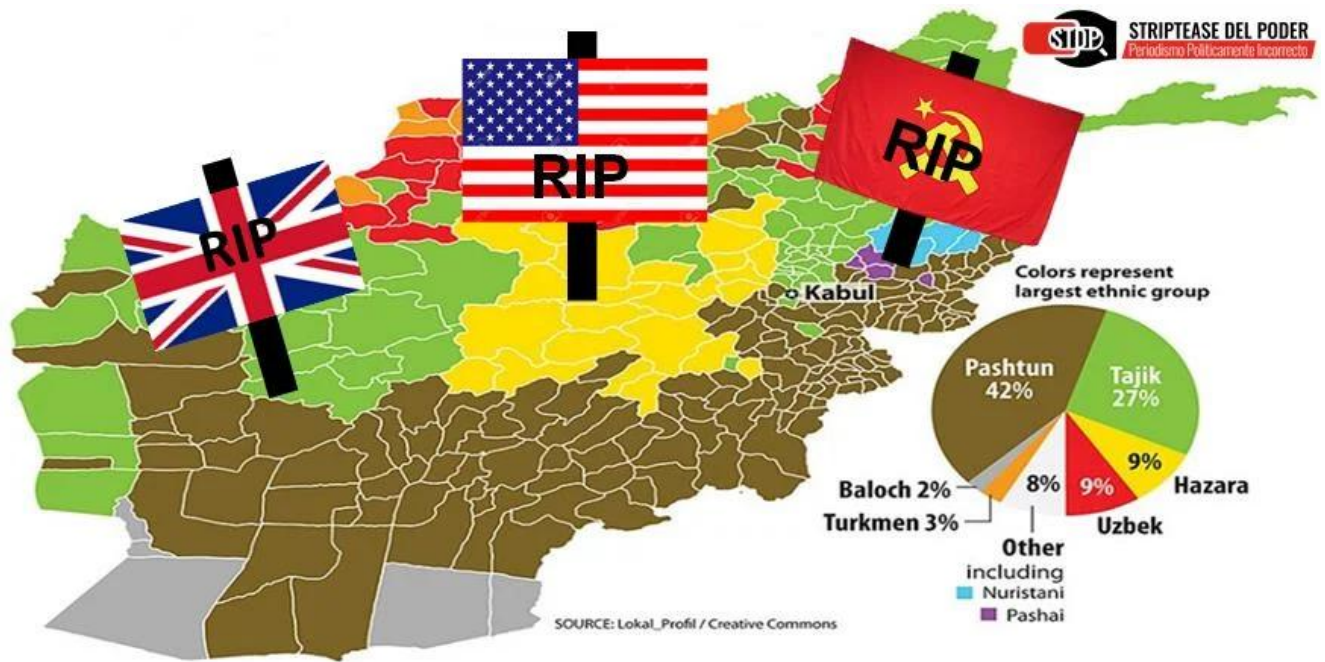 STDP
STRIPTEASE DEL PODER
Periodismo Politicamente Incorrecto
RIP
RIP
RIP
Kabul
Colors represent
largest ethnic group
Pashtun
42%
Tajik
27%
9%
Hazara
9%
Uzbek
8%
Baloch 2%
Turkmen 3%
Other
including
Nuristani
Pashai
SOURCE: Lokal_Profil / Creative Commons